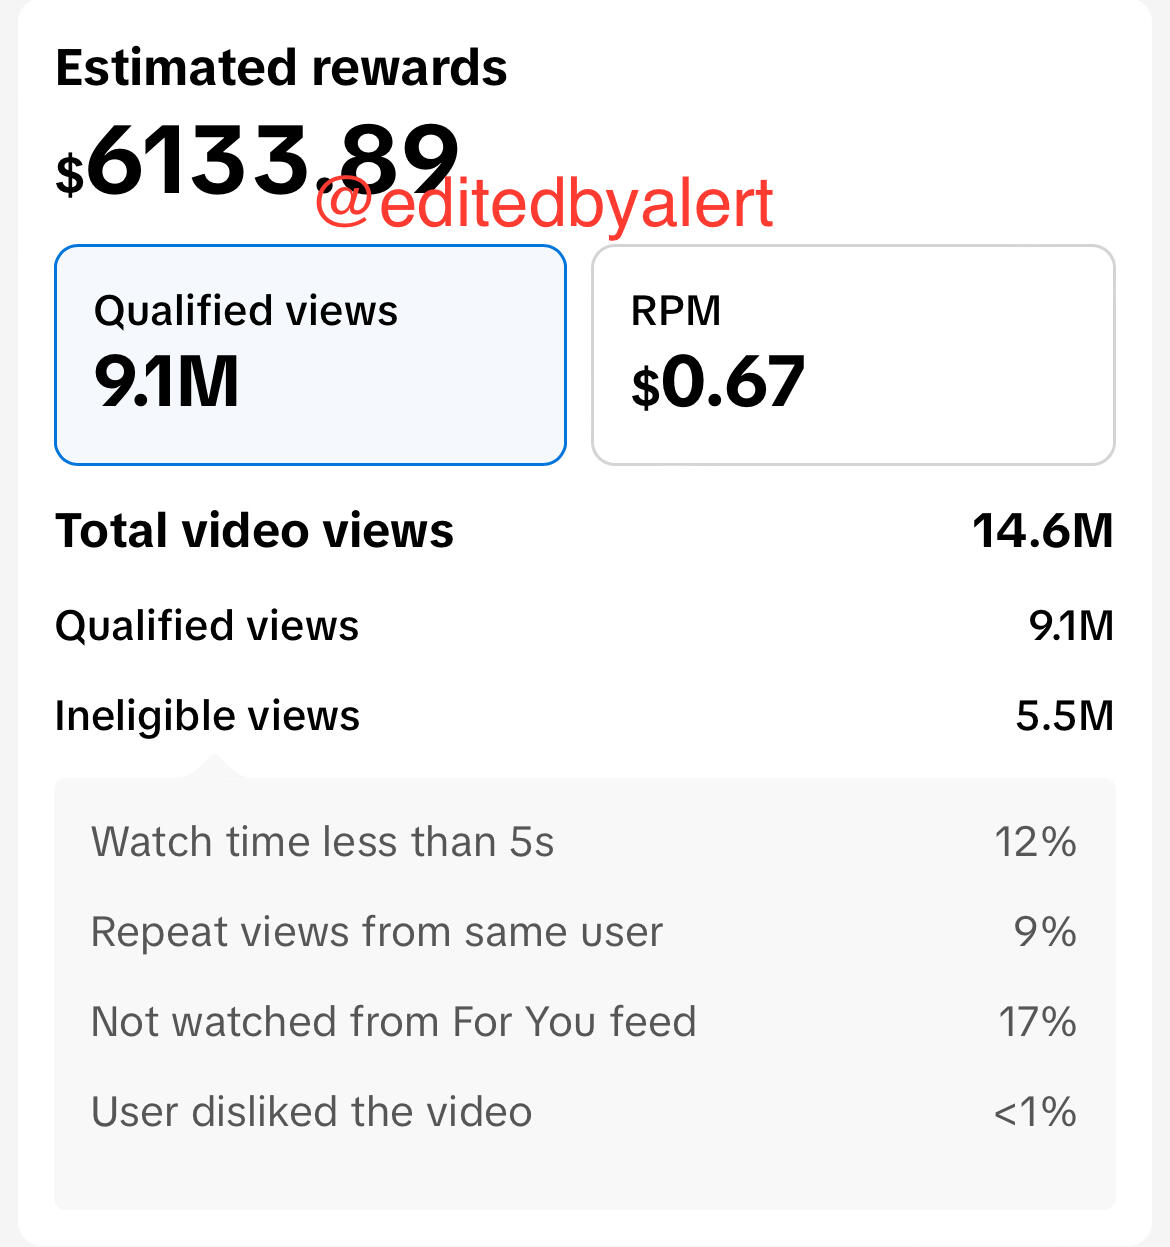 Estimated rewards
$6133.89
@editedbyalert
Qualified views
9.1M
RPM
$0.67
Total video views 14.6M
Qualified views 9.1M
Ineligible views 5.5M
Watch time less than 5s 12%
Repeat views from same user 9%
Not watched from For You feed 17%
User disliked the video <1%